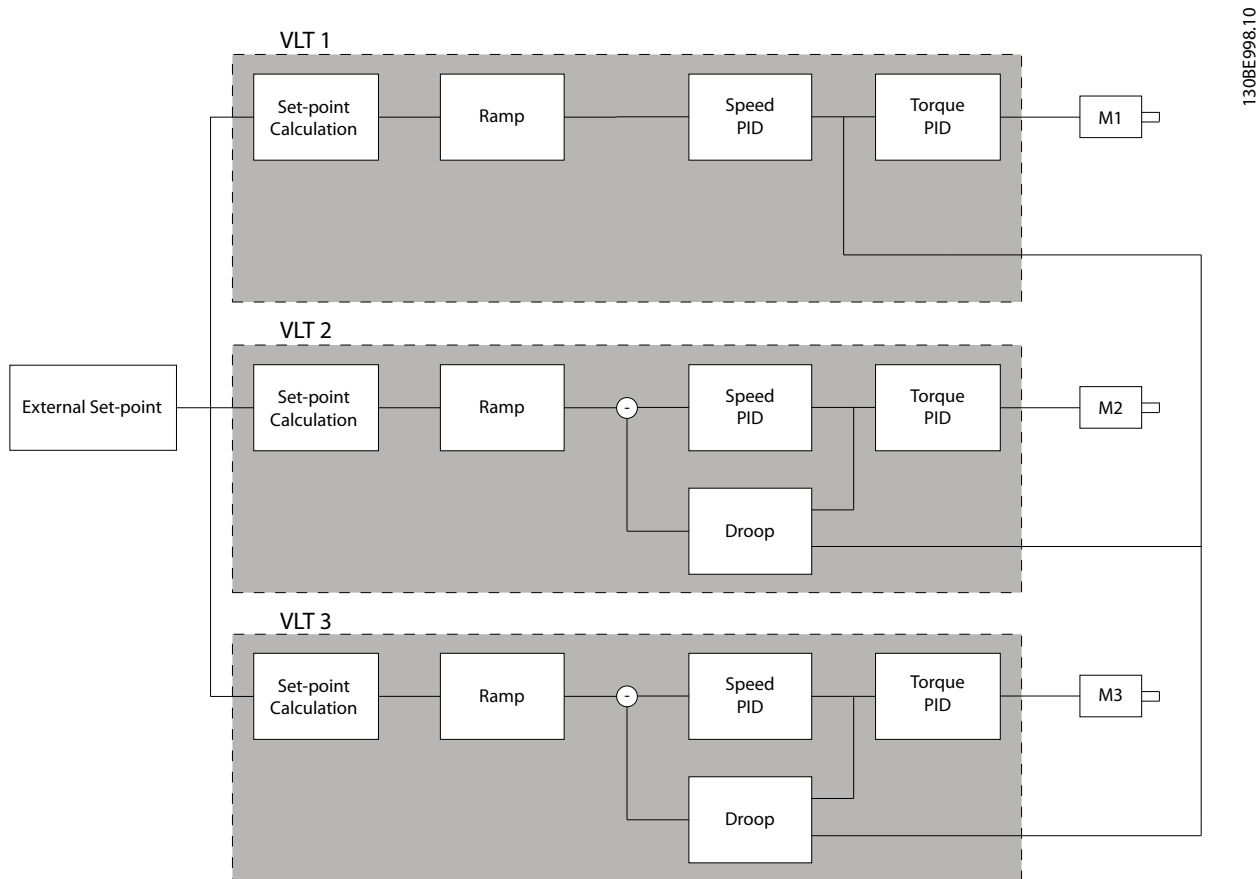 130BE998.10
VLT 1
Set-point
Calculation
Ramp
Speed
PID
Torque
PID
M1
VLT 2
External Set-point
Set-point
Calculation
Ramp
-
Speed
PID
Torque
PID
M2
Droop
VLT 3
Set-point
Calculation
Ramp
-
Speed
PID
Torque
PID
M3
Droop